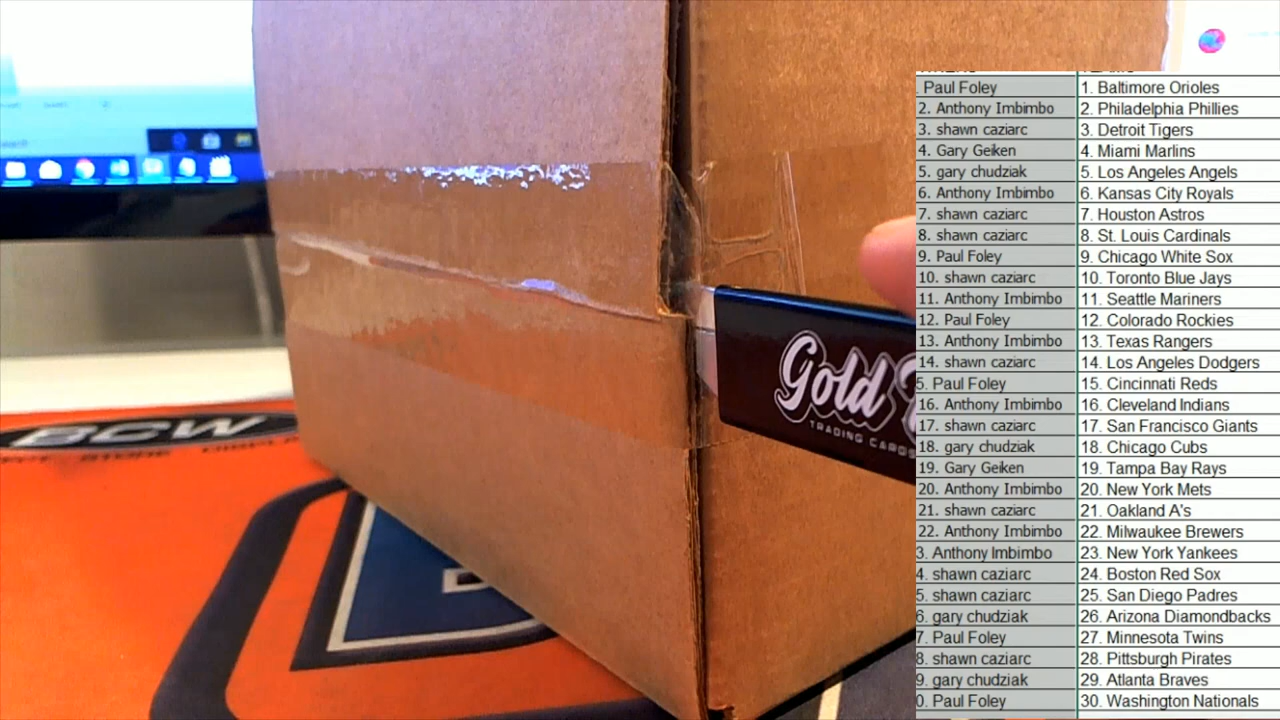 BCW
Gold
TRADING CARDS
. Paul Foley 1. Baltimore Orioles
2. Anthony Imbimbo 2. Philadelphia Phillies
3. shawn caziarc 3. Detroit Tigers
4. Gary Geiken 4. Miami Marlins
5. gary chudziak 5. Los Angeles Angels
6. Anthony Imbimbo 6. Kansas City Royals
7. shawn caziarc 7. Houston Astros
8. shawn caziarc 8. St. Louis Cardinals
9. Paul Foley 9. Chicago White Sox
10. shawn caziarc 10. Toronto Blue Jays
11. Anthony Imbimbo 11. Seattle Mariners
12. Paul Foley 12. Colorado Rockies
13. Anthony Imbimbo 13. Texas Rangers
14. shawn caziarc 14. Los Angeles Dodgers
5. Paul Foley 15. Cincinnati Reds
16. Anthony Imbimbo 16. Cleveland Indians
17. shawn caziarc 17. San Francisco Giants
18. gary chudziak 18. Chicago Cubs
19. Gary Geiken 19. Tampa Bay Rays
20. Anthony Imbimbo 20. New York Mets
21. shawn caziarc 21. Oakland A's
22. Anthony Imbimbo 22. Milwaukee Brewers
3. Anthony Imbimbo 23. New York Yankees
4. shawn caziarc 24. Boston Red Sox
5. shawn caziarc 25. San Diego Padres
6. gary chudziak 26. Arizona Diamondbacks
7. Paul Foley 27. Minnesota Twins
8. shawn caziarc 28. Pittsburgh Pirates
9. gary chudziak 29. Atlanta Braves
0. Paul Foley 30. Washington Nationals